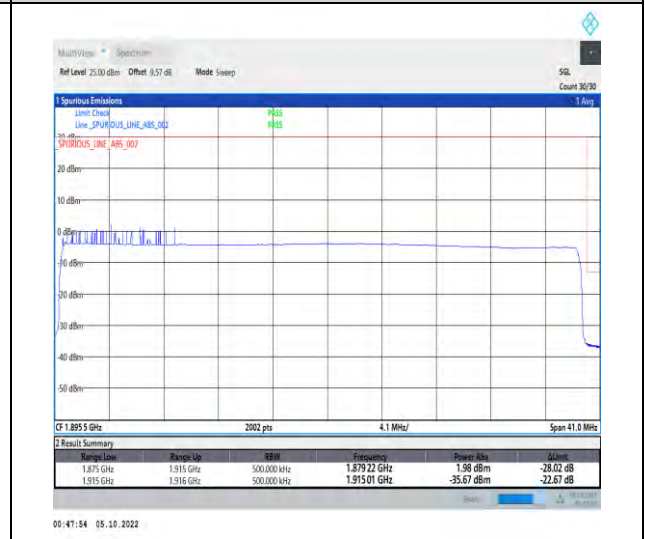 MultiView Spectrum
Ref Level 25.00 dBm Offset 9.57 dB Mode Sweep SGL
Count 30/30
1 Spurious Emissions 1 Avg
Limit Check PASS
Line _SPURIOUS_LINE_ABS_002 PASS
30 dBm
_SPURIOUS_LINE_ABS_002
20 dBm
10 dBm
0 dBm
-10 dBm
-20 dBm
-30 dBm
-40 dBm
-50 dBm
CF 1.895 5 GHz 2002 pts 4.1 MHz/ Span 41.0 MHz
2 Result Summary
Range Low Range Up RBW Frequency Power Abs ΔLimit
1.875 GHz 1.915 GHz 500.000 kHz 1.879 22 GHz 1.98 dBm -28.02 dB
1.915 GHz 1.916 GHz 500.000 kHz 1.915 01 GHz -35.67 dBm -22.67 dB
00:47:54 05.10.2022